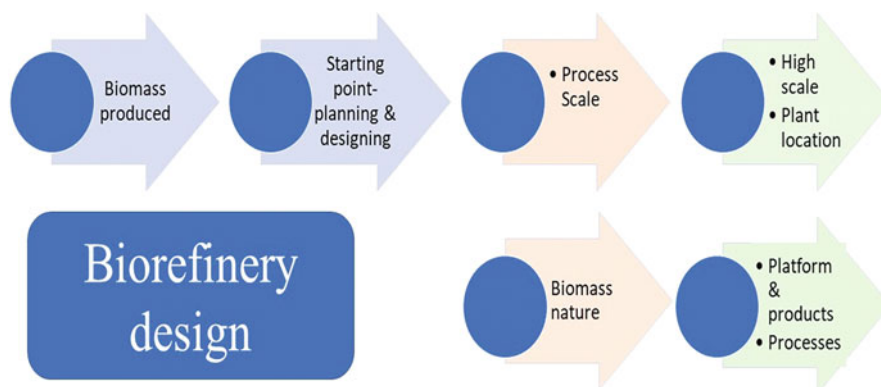 Biomass
produced
Starting
point-
planning &
designing
• Process
Scale
• High
scale
• Plant
location
Biorefinery
design
Biomass
nature
• Platform
&
products
• Processes